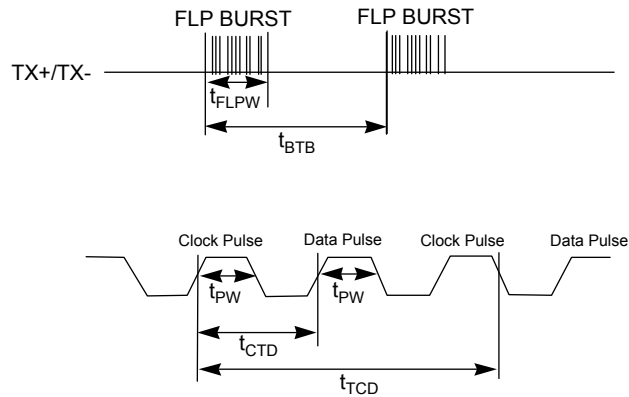 FLP BURST FLP BURST
TX+/TX-
tFLPW
tBTB
Clock Pulse Data Pulse Clock Pulse Data Pulse
tPW tPW
tCTD
tTCD